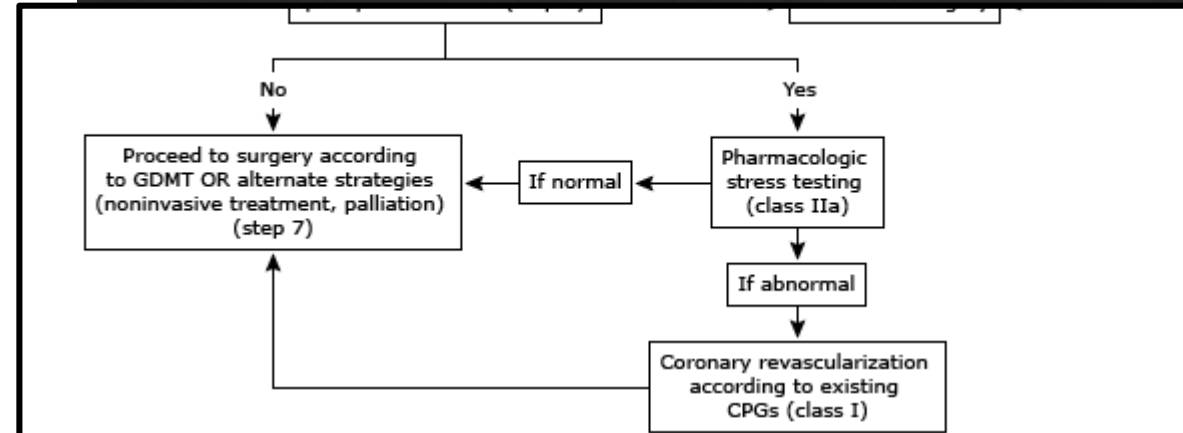 No
Yes
Proceed to surgery according
to GDMT OR alternate strategies
(noninvasive treatment, palliation)
(step 7)
If normal
Pharmacologic
stress testing
(class IIa)
If abnormal
Coronary revascularization
according to existing
CPGs (class I)